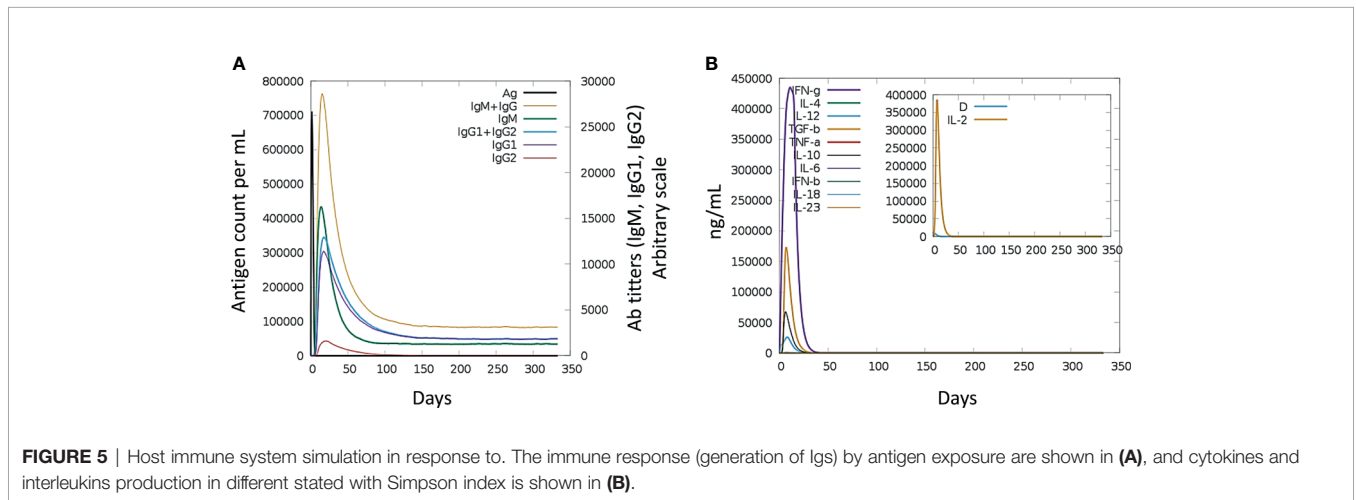 A
800000
700000
600000
500000
400000
300000
200000
100000
0
Antigen count per mL
Ag
IgM+IgG
IgM
IgG1+IgG2
IgG1
IgG2
30000
25000
20000
15000
10000
5000
0
Ab titters (IgM, IgG1, IgG2)
Arbitrary scale
0 50 100 150 200 250 300 350
Days
B
450000
400000
350000
300000
250000
200000
150000
100000
50000
0
ng/mL
IFN-g
IL-4
IL-12
TGF-b
TNF-a
IL-10
IL-6
IFN-b
IL-18
IL-23
400000
350000
300000
250000
200000
150000
100000
50000
0
D
IL-2
0 50 100 150 200 250 300 350
0 50 100 150 200 250 300 350
Days
FIGURE 5 | Host immune system simulation in response to. The immune response (generation of Igs) by antigen exposure are shown in (A), and cytokines and
interleukins production in different stated with Simpson index is shown in (B).